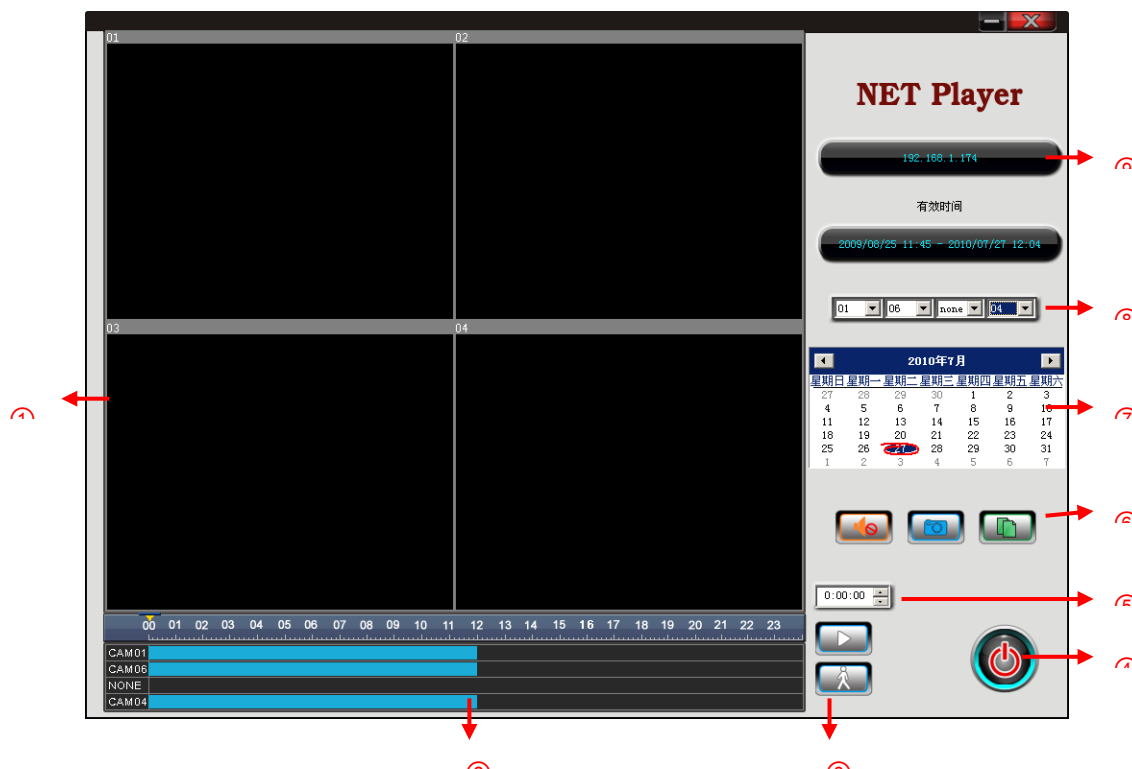 01 02
NET Player
192.168.1.174
有效时间
2009/08/25 11:45 - 2010/07/27 12:04
01 06 none 04
03 04
2010年7月
星期日 星期一 星期二 星期三 星期四 星期五 星期六
27 28 29 30 1 2 3
4 5 6 7 8 9 10
11 12 13 14 15 16 17
18 19 20 21 22 23 24
25 26 27 28 29 30 31
1 2 3 4 5 6 7
①
0:00:00
00 01 02 03 04 05 06 07 08 09 10 11 12 13 14 15 16 17 18 19 20 21 22 23
CAM01
CAM06
NONE
CAM04